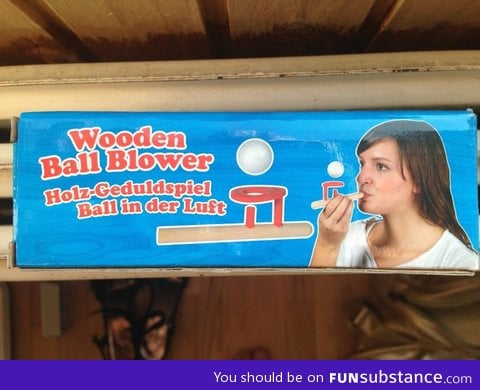 Wooden
Ball Blower
Holz-Geduldspiel
Ball in der Luft
You should be on FUNsubstance.com